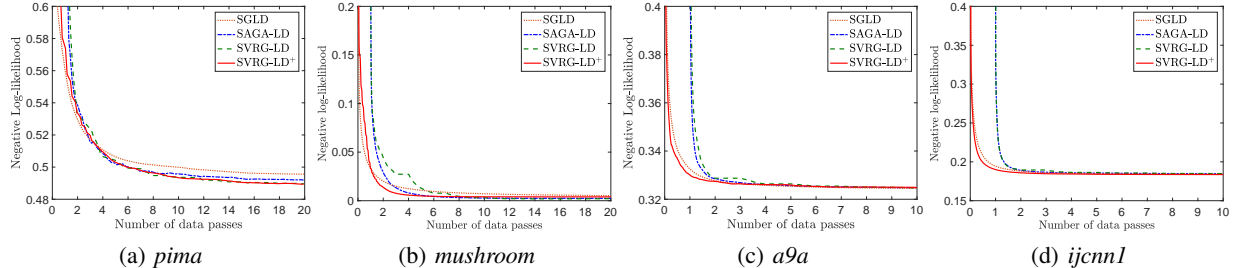 0.6
0.58
0.56
0.54
0.52
0.5
0.48
Negative Log-likelihood
SGLD
SAGA-LD
SVRG-LD
SVRG-LD⁺
0 2 4 6 8 10 12 14 16 18 20
Number of data passes
(a) pima
0.2
0.15
0.1
0.05
0
Negative log-likelihood
SGLD
SAGA-LD
SVRG-LD
SVRG-LD⁺
0 2 4 6 8 10 12 14 16 18 20
Number of data passes
(b) mushroom
0.4
0.38
0.36
0.34
0.32
Negative Log-likelihood
SGLD
SAGA-LD
SVRG-LD
SVRG-LD⁺
0 1 2 3 4 5 6 7 8 9 10
Number of data passes
(c) a9a
0.4
0.35
0.3
0.25
0.2
0.15
Negative log-likelihood
SGLD
SAGA-LD
SVRG-LD
SVRG-LD⁺
0 1 2 3 4 5 6 7 8 9 10
Number of data passes
(d) ijcnn1